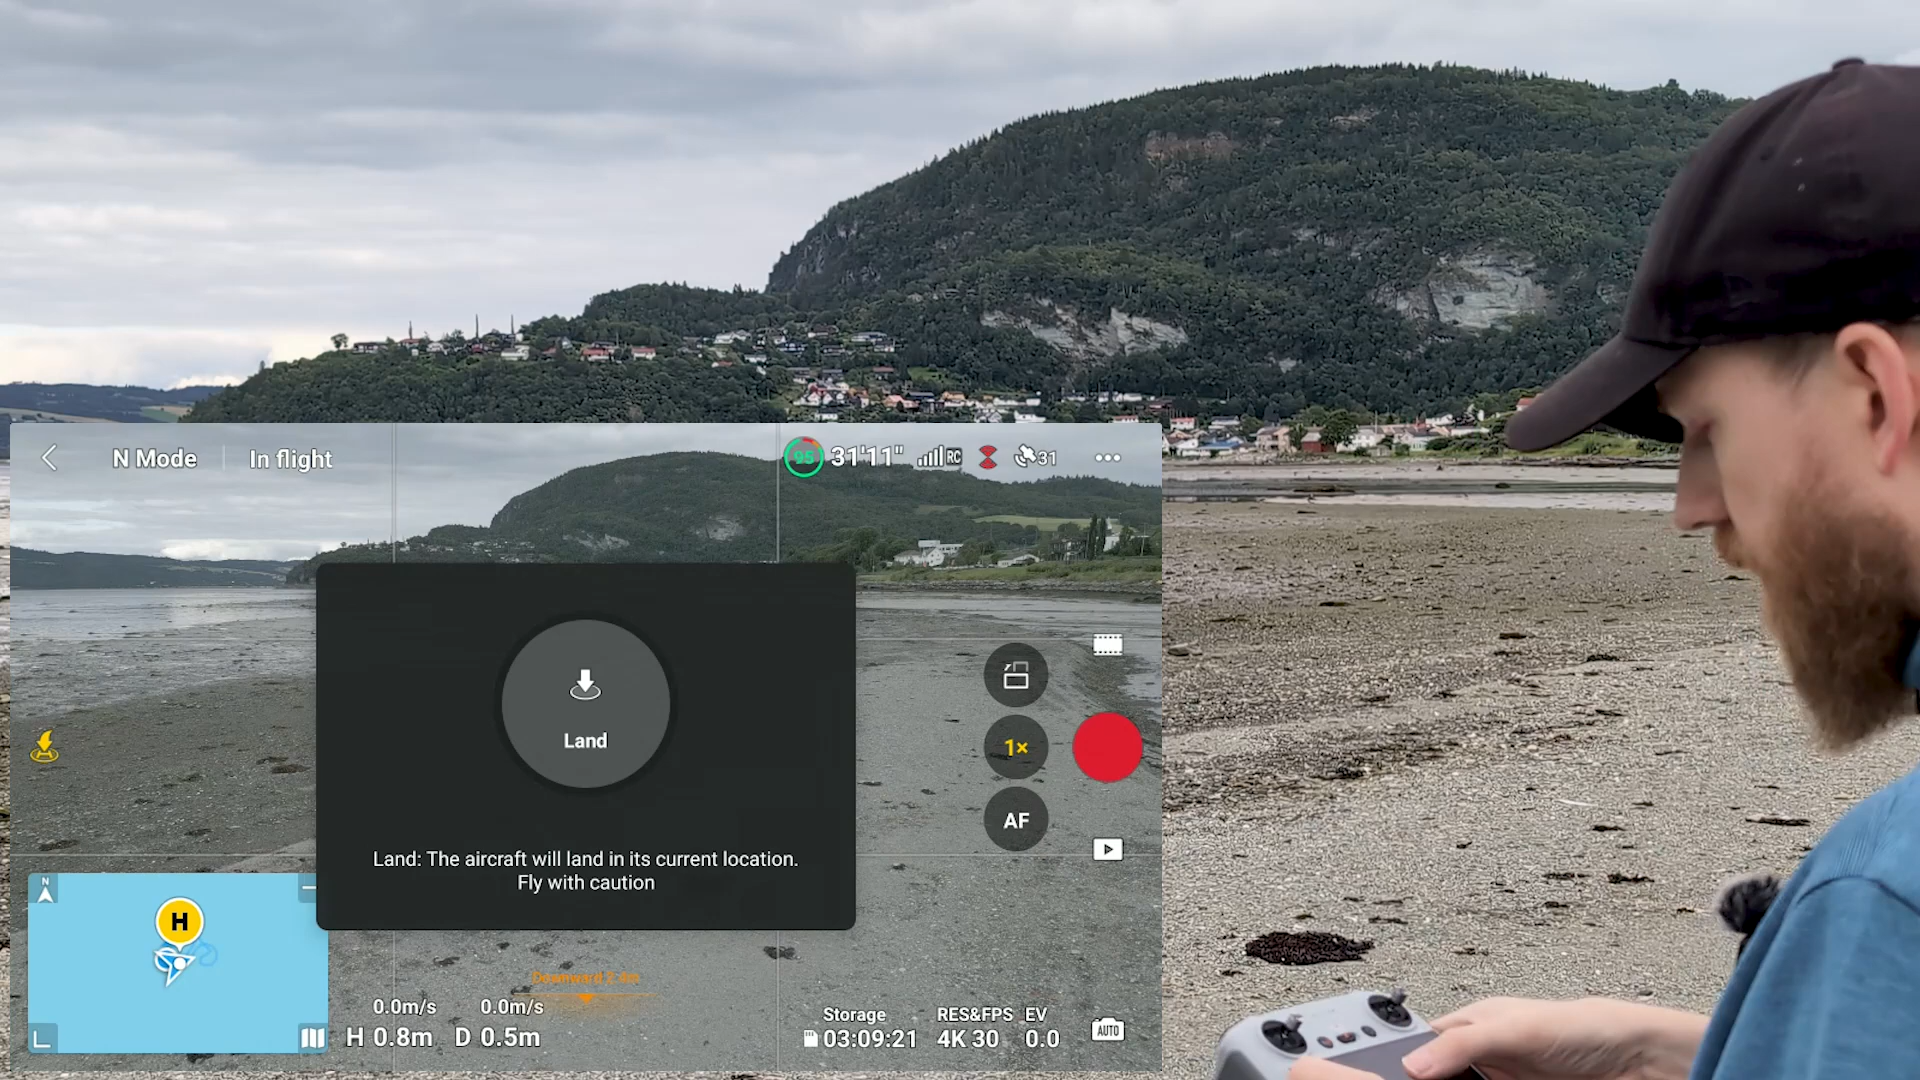 N Mode
In flight
95
31'11"
RC
31
Land
1×
AF
Land: The aircraft will land in its current location.
Fly with caution
N
H
0.0m/s
0.0m/s
H 0.8m
D 0.5m
Storage
03:09:21
RES&FPS
4K 30
EV
0.0
AUTO